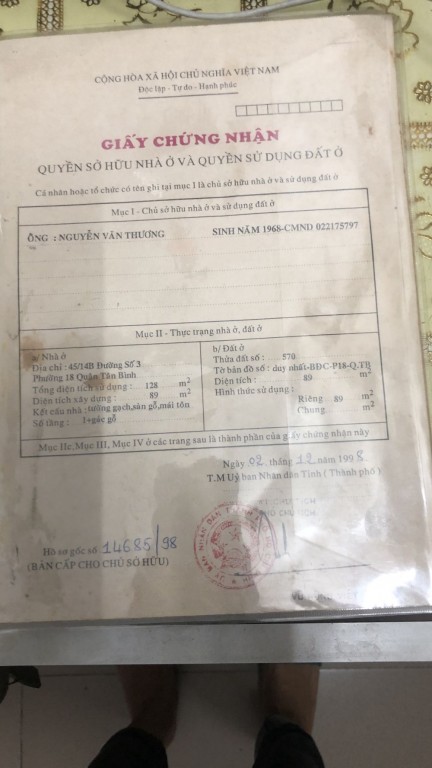 CỘNG HÒA XÃ HỘI CHỦ NGHĨA VIỆT NAM
Độc lập - Tự do - Hạnh phúc
GIẤY CHỨNG NHẬN
QUYỀN SỞ HỮU NHÀ Ở VÀ QUYỀN SỬ DỤNG ĐẤT Ở
Cá nhân hoặc tổ chức có tên ghi tại mục I là chủ sở hữu nhà ở và sử dụng đất ở
Mục I - Chủ sở hữu nhà ở và sử dụng đất ở
ÔNG : NGUYỄN VĂN THƯƠNG SINH NĂM 1968-CMND 022175797
Mục II - Thực trạng nhà ở, đất ở
a/ Nhà ở
Địa chỉ : 45/14B Đường Số 3
Phường 18 Quận Tân Bình
Tổng diện tích sử dụng : 128 m2
Diện tích xây dựng : 89 m2
Kết cấu nhà : tường gạch,sàn gỗ,mái tôn
Số tầng : 1+gác gỗ
b/ Đất ở
Thửa đất số : 570
Tờ bản đồ số : duy nhất-BĐC-P18-Q.TB
Diện tích : 89 m2
Hình thức sử dụng :
Riêng 89 m2
Chung m2
Mục IIc, Mục III, Mục IV ở các trang sau là thành phần của giấy chứng nhận này
Ngày 02 tháng 12 năm 1998
T.M Uỷ ban Nhân dân Tỉnh ( Thành phố )
Hồ sơ gốc số 14685/98
(BẢN CẤP CHO CHỦ SỞ HỮU)